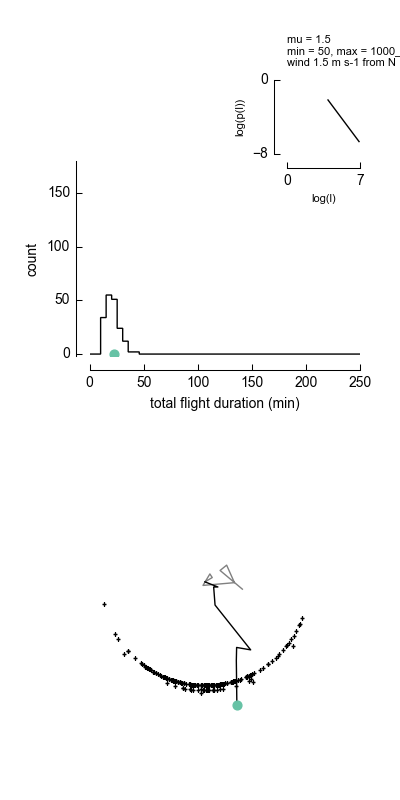 mu = 1.5
min = 50, max = 1000_
wind 1.5 m s-1 from N
0
log(p(l))
−8
0
7
log(l)
150
100
count
50
0
0
50
100
150
200
250
total flight duration (min)